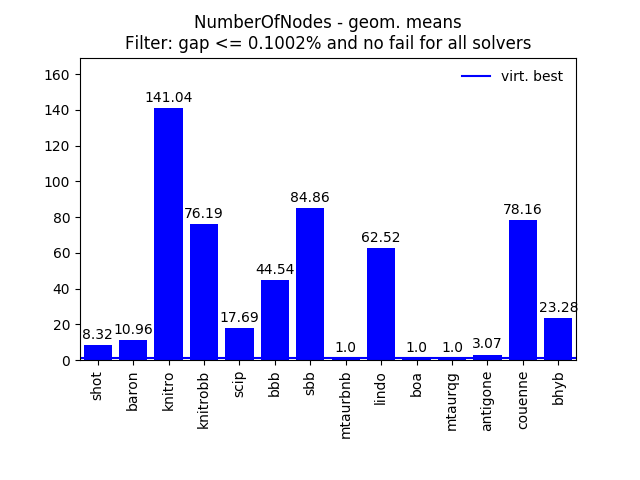 NumberOfNodes - geom. means
Filter: gap <= 0.1002% and no fail for all solvers
virt. best
160
140
120
100
80
60
40
20
0
8.32
10.96
141.04
76.19
17.69
44.54
84.86
1.0
62.52
1.0
1.0
3.07
78.16
23.28
shot
baron
knitro
knitrobb
scip
bbb
sbb
mtaurbnb
lindo
boa
mtaurqg
antigone
couenne
bhyb